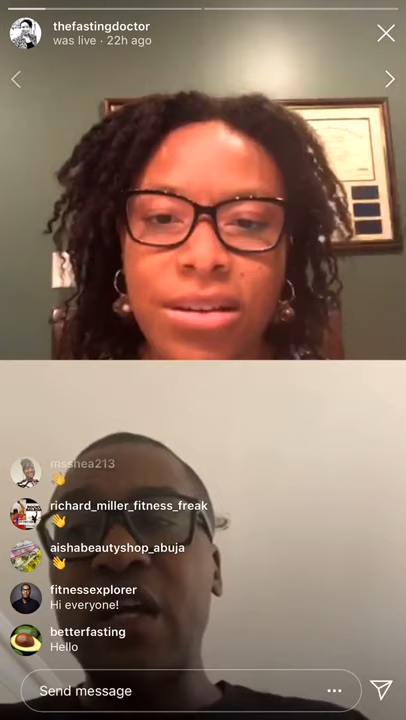 thefastingdoctor
was live · 22h ago
msshea213
👋
richard_miller_fitness_freak
👋
aishabeautyshop_abuja
👋
fitnessexplorer
Hi everyone!
betterfasting
Hello
Send message